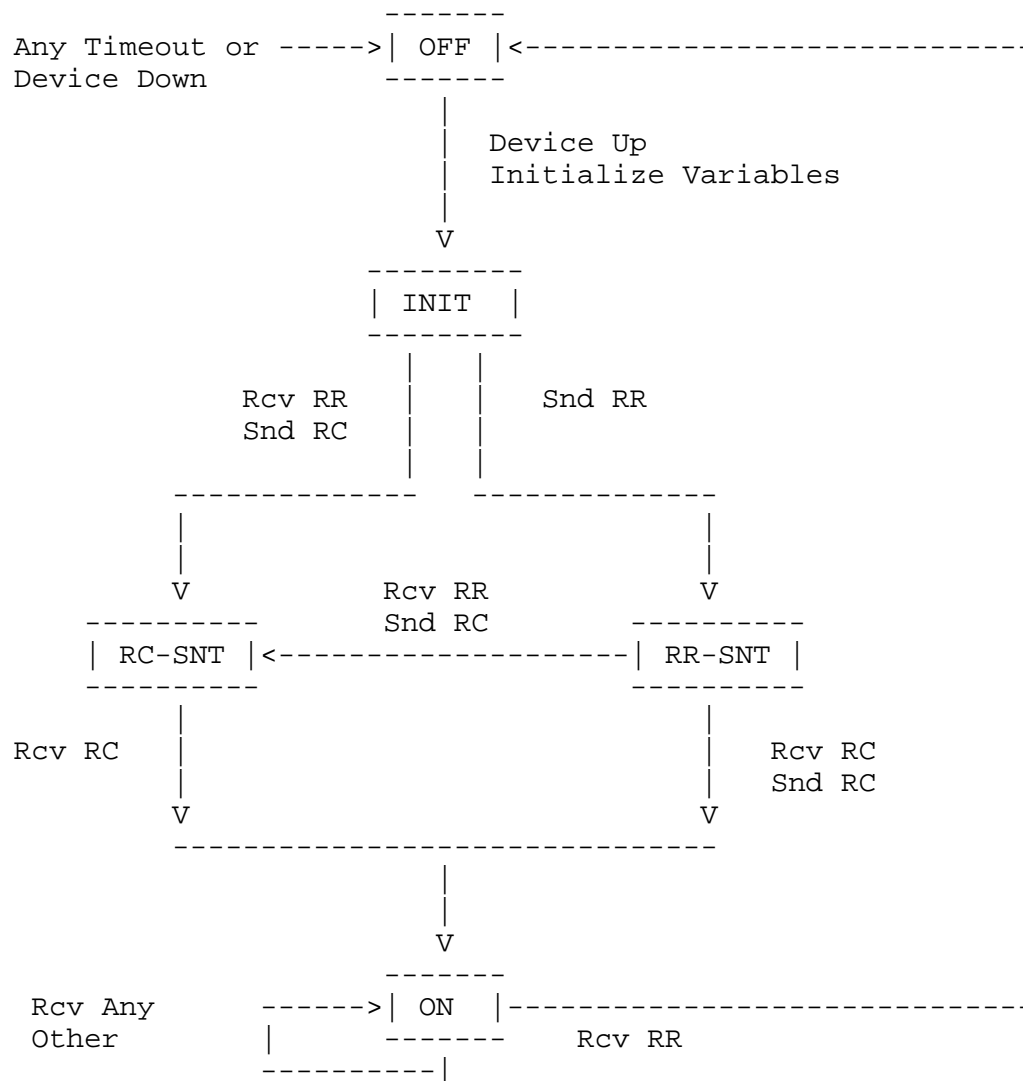 Any Timeout or ----->| OFF |<-----------------------------
Device Down
Device Up
Initialize Variables
| INIT |
Rcv RR | | Snd RR
Snd RC | |
Rcv RR
Snd RC
| RC-SNT |<--------------------| RR-SNT |
Rcv RC | | Rcv RC
| | Snd RC
V V
V
Rcv Any ------>| ON |------------------------------
Other | ------- Rcv RR